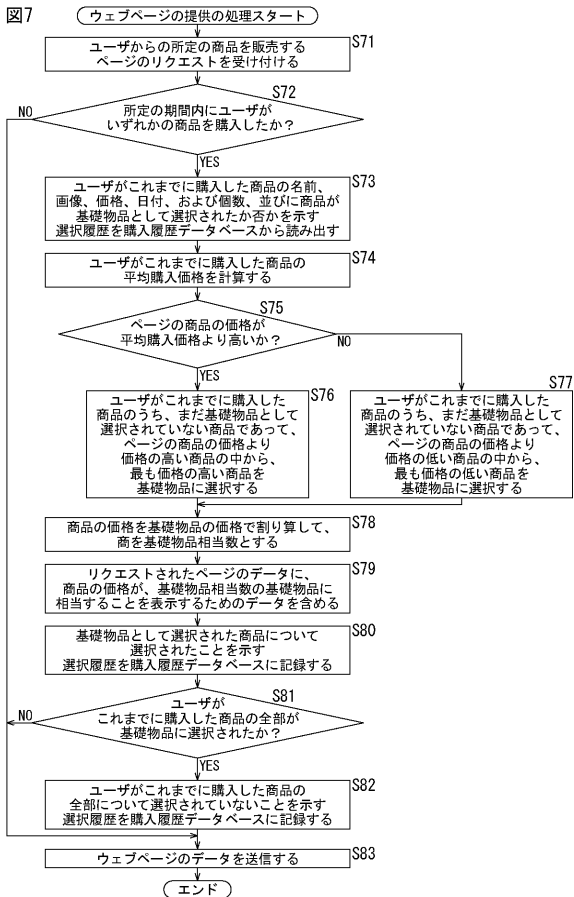 図7
ウェブページの提供の処理スタート
ユーザからの所定の商品を販売する
ページのリクエストを受け付ける
S71
S72
所定の期間内にユーザが
いずれかの商品を購入したか？
NO
YES
S73
ユーザがこれまでに購入した商品の名前、
画像、価格、日付、および個数、並びに商品が
基礎物品として選択されたか否かを示す
選択履歴を購入履歴データベースから読み出す
S74
ユーザがこれまでに購入した商品の
平均購入価格を計算する
S75
ページの商品の価格が
平均購入価格より高いか？
NO
YES
S76
ユーザがこれまでに購入した
商品のうち、まだ基礎物品として
選択されていない商品であって、
ページの商品の価格より
価格の高い商品の中から、
最も価格の高い商品を
基礎物品に選択する
S77
ユーザがこれまでに購入した
商品のうち、まだ基礎物品として
選択されていない商品であって、
ページの商品の価格より
価格の低い商品の中から、
最も価格の低い商品を
基礎物品に選択する
S78
商品の価格を基礎物品の価格で割り算して、
商を基礎物品相当数とする
S79
リクエストされたページのデータに、
商品の価格が、基礎物品相当数の基礎物品に
相当することを表示するためのデータを含める
S80
基礎物品として選択された商品について
選択されたことを示す
選択履歴を購入履歴データベースに記録する
S81
ユーザが
これまでに購入した商品の全部が
基礎物品に選択されたか？
NO
YES
S82
ユーザがこれまでに購入した商品の
全部について選択されていないことを示す
選択履歴を購入履歴データベースに記録する
S83
ウェブページのデータを送信する
エンド